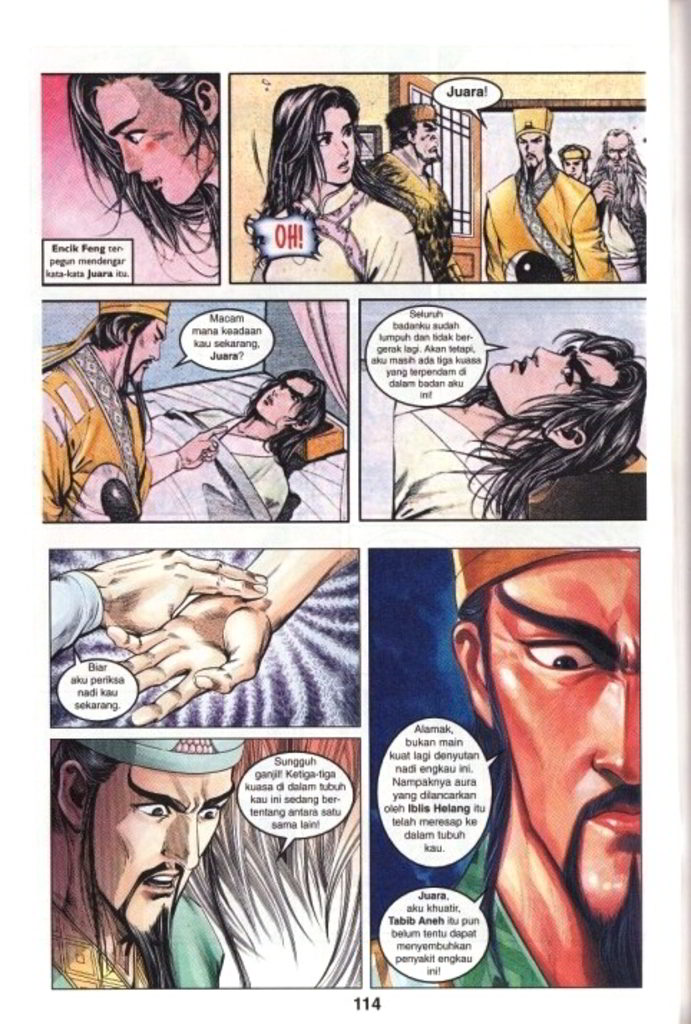 Encik Feng ter-
pegun mendengar
kata-kata Juara itu.
OH!
Juara!
Macam
mana keadaan
kau sekarang,
Juara?
Seluruh
badanku sudah
lumpuh dan tidak ber-
gerak lagi. Akan tetapi,
aku masih ada kuasa
yang terpendam di
dalam badan aku
ini!
Biar
aku periksa
nadi kau
sekarang.
Sungguh
ganjil! Ketiga-tiga
kuasa di dalam tubuh
kau ini sedang ber-
tentang antara satu
sama lain!
Alamak,
bukan main
kuat lagi denyutan
nadi engkau ini.
Nampaknya aura
yang dilancarkan
oleh Iblis Helang itu
telah meresap ke
dalam tubuh
kau.
Juara,
aku khuatir,
Tabib Aneh itu pun
belum tentu dapat
menyembuhkan
penyakit engkau
ini!
114